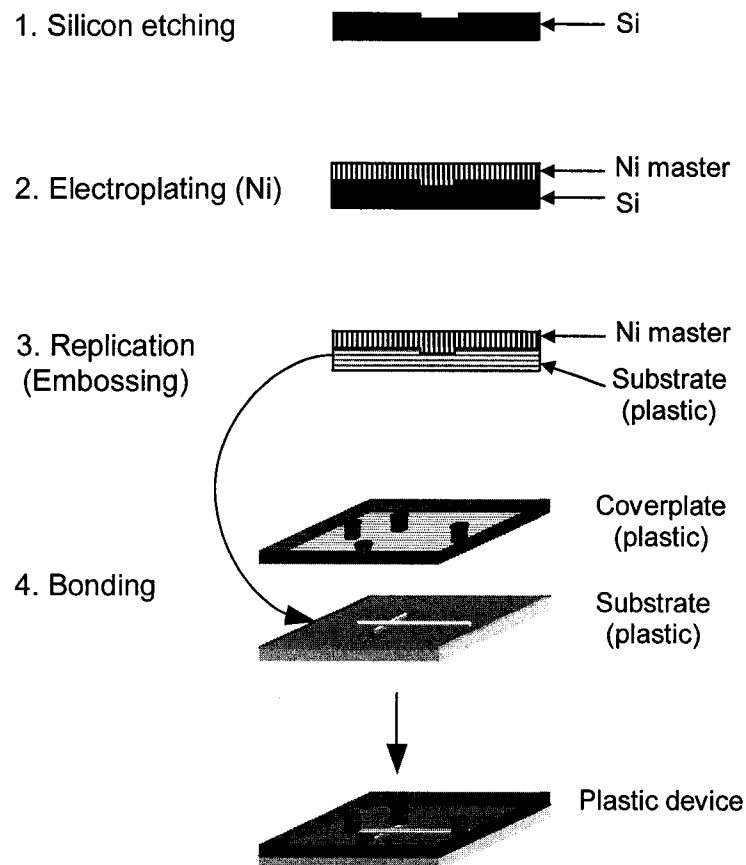 1. Silicon etching
Si
2. Electroplating (Ni)
Ni master
Si
3. Replication
(Embossing)
Ni master
Substrate
(plastic)
Coverplate
(plastic)
4. Bonding
Substrate
(plastic)
Plastic device